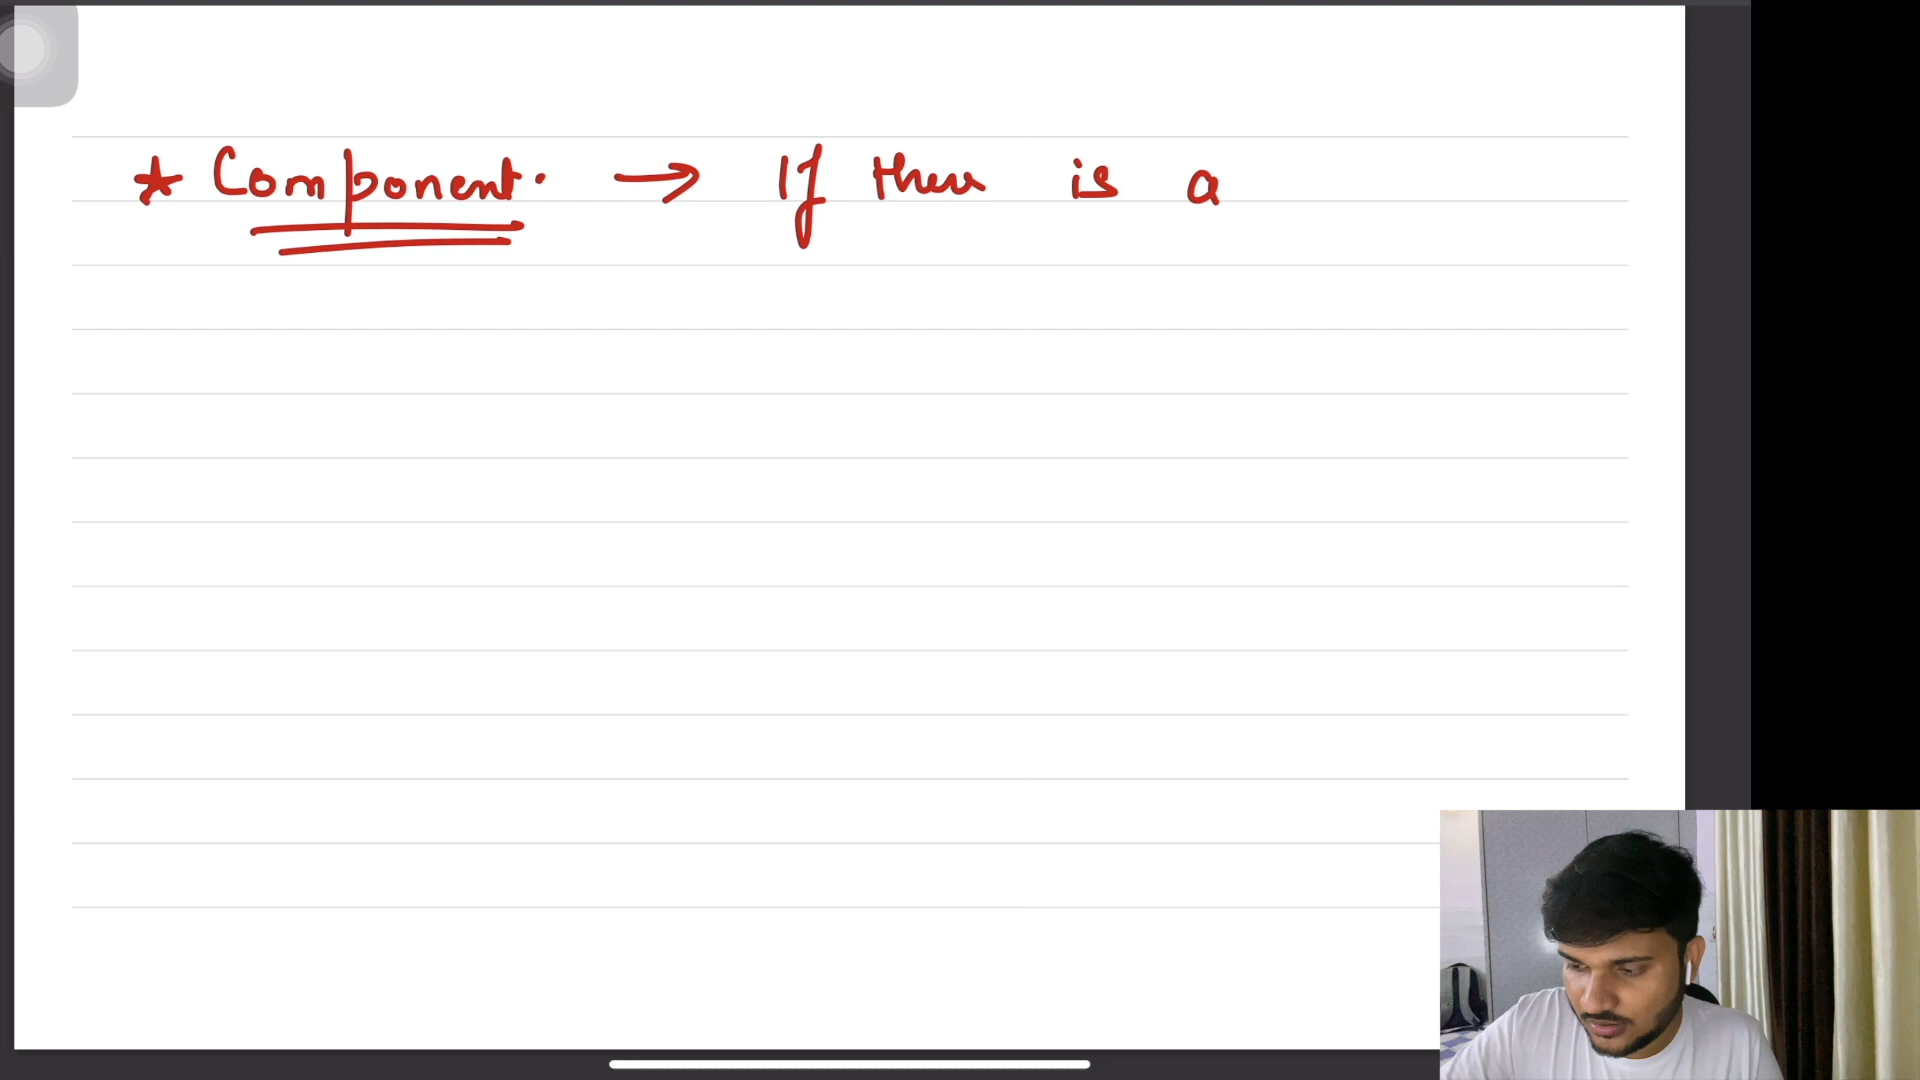 ★ Component. → If there is a